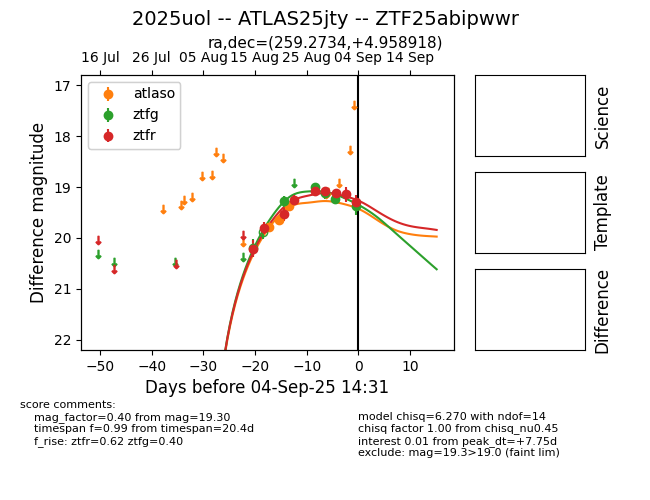 2025uol -- ATLAS25jty -- ZTF25abipwwr
ra,dec=(259.2734,+4.958918)
16 Jul 26 Jul 05 Aug 15 Aug 25 Aug 04 Sep 14 Sep
17
18
19
20
21
22
Difference magnitude
atlaso
ztfg
ztfr
−50 −40 −30 −20 −10 0 10
Days before 04-Sep-25 14:31
Science
Template
Difference
score comments:
mag_factor=0.40 from mag=19.30
timespan f=0.99 from timespan=20.4d
f_rise: ztfr=0.62 ztfg=0.40
model chisq=6.270 with ndof=14
chisq factor 1.00 from chisq_nu0.45
interest 0.01 from peak_dt=+7.75d
exclude: mag=19.3>19.0 (faint lim)